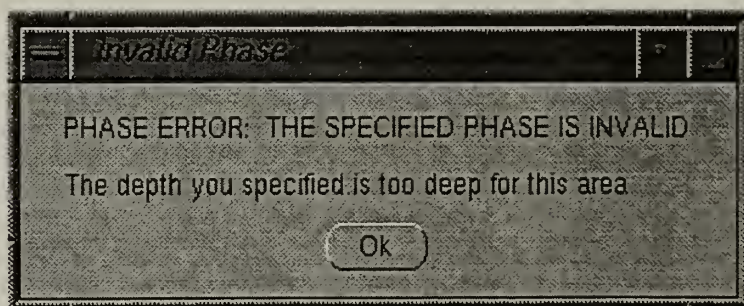 Invalid Phase
PHASE ERROR: THE SPECIFIED PHASE IS INVALID
The depth you specified is too deep for this area
Ok